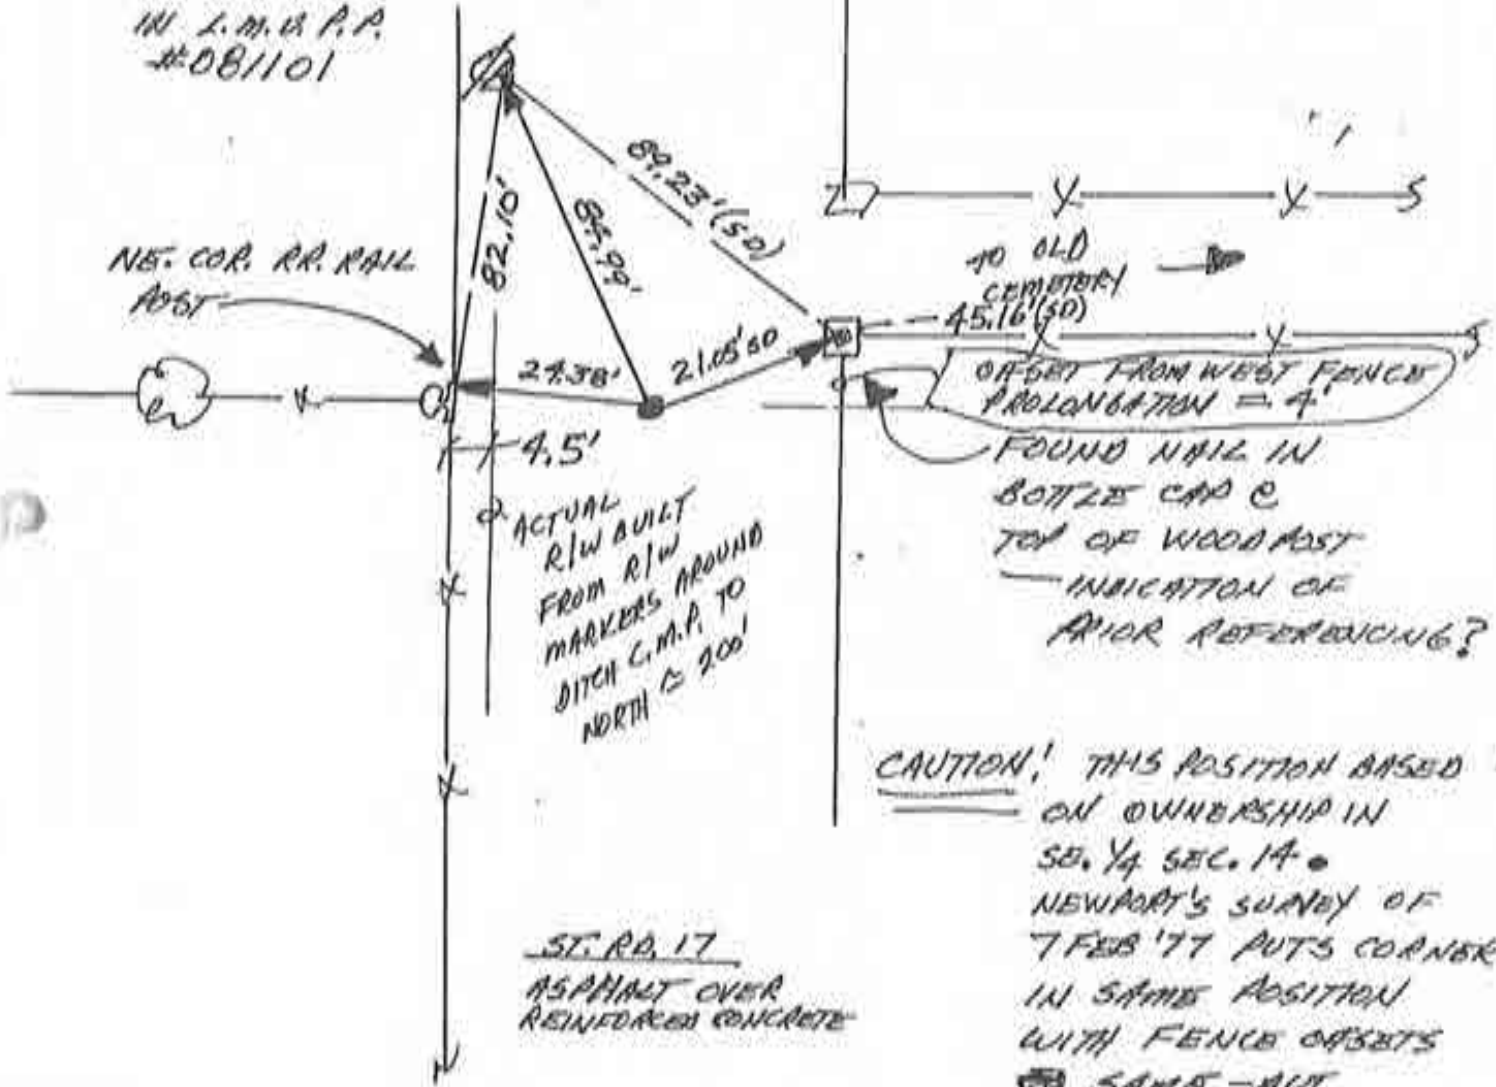 IN L.M. & P.P.
#081101
82.10'
89.23'(SD)
NE. COR. RR. RAIL
POST
24.38'
21.05' SD
TO OLD
CEMETERY
45.16'(SD)
OFFSET FROM WEST FENCE
PROLONGATION = 4'
4.5'
ACTUAL
R/W BUILT
FROM R/W
MARKERS AROUND
DITCH C.M.P. TO
NORTH ≅ 200'
FOUND NAIL IN
BOTTLE CAP @
TOP OF WOOD POST
INDICATION OF
PRIOR REFERENCING?
CAUTION! THIS POSITION BASED
ON OWNERSHIP IN
SE. 1/4 SEC. 14.
NEWPORT'S SURVEY OF
7 FEB '77 PUTS CORNER
IN SAME POSITION
WITH FENCE OFFSETS
SAME - BUT
ST. RD. 17
ASPHALT OVER
REINFORCED CONCRETE